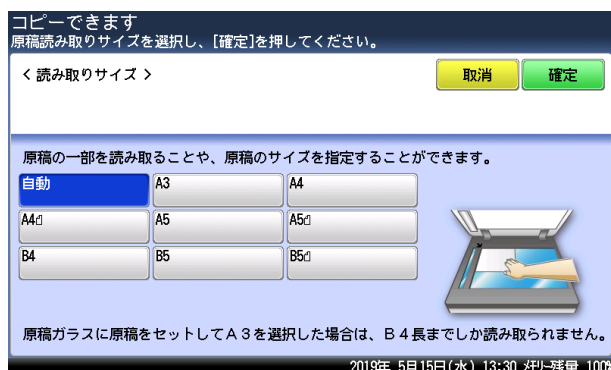 コピーできます
原稿読み取りサイズを選択し、[確定]を押してください。
< 読み取りサイズ >
取消
確定
原稿の一部を読み取ることや、原稿のサイズを指定することができます。
自動
A3
A4
A4
A5
A5
B4
B5
B5
原稿ガラスに原稿をセットしてA3を選択した場合は、B4長までしか読み取られません。
2019年 5月15日(水) 13:30 ﾒﾓﾘｰ残量 100%